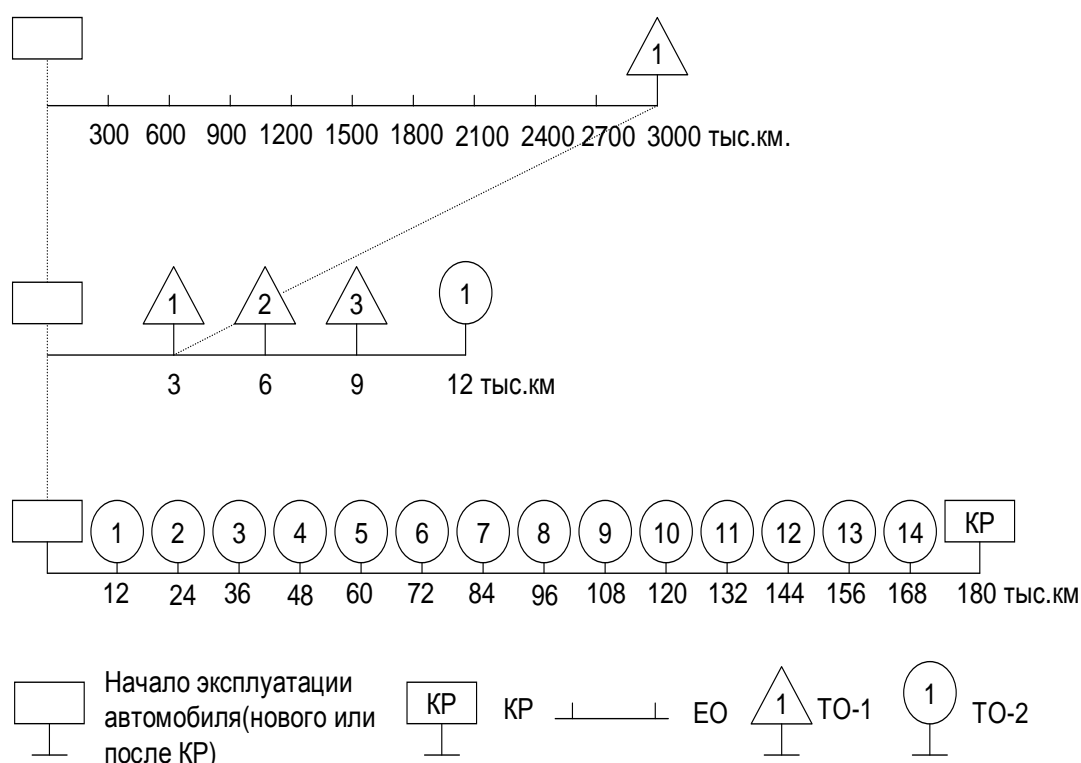 1
300 600 900 1200 1500 1800 2100 2400 2700 3000 тыс.км.
1 2 3 1
3 6 9 12 тыс.км
1 2 3 4 5 6 7 8 9 10 11 12 13 14 КР
12 24 36 48 60 72 84 96 108 120 132 144 156 168 180 тыс.км
Начало эксплуатации
автомобиля(нового или
после КР)
КР КР ЕО 1 ТО-1 1 ТО-2